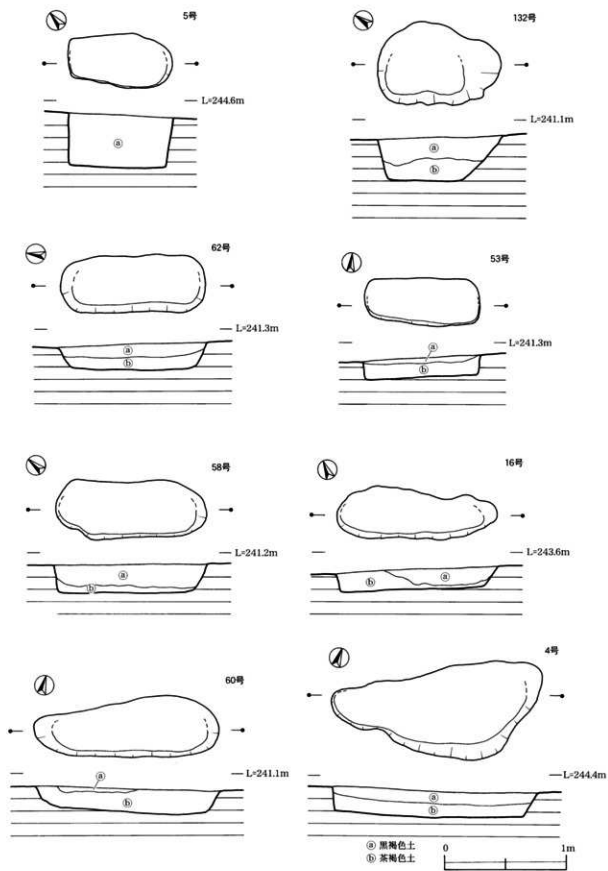 5号
L=244.6m
ⓐ
132号
L=241.1m
ⓐ
ⓑ
62号
L=241.3m
ⓐ
ⓑ
53号
L=241.3m
ⓐ
ⓑ
58号
L=241.2m
ⓐ
ⓑ
16号
L=243.6m
ⓑ
ⓐ
60号
L=241.1m
ⓐ
ⓑ
4号
L=244.4m
ⓐ
ⓑ
ⓐ 黒褐色土
ⓑ 茶褐色土
0 1m